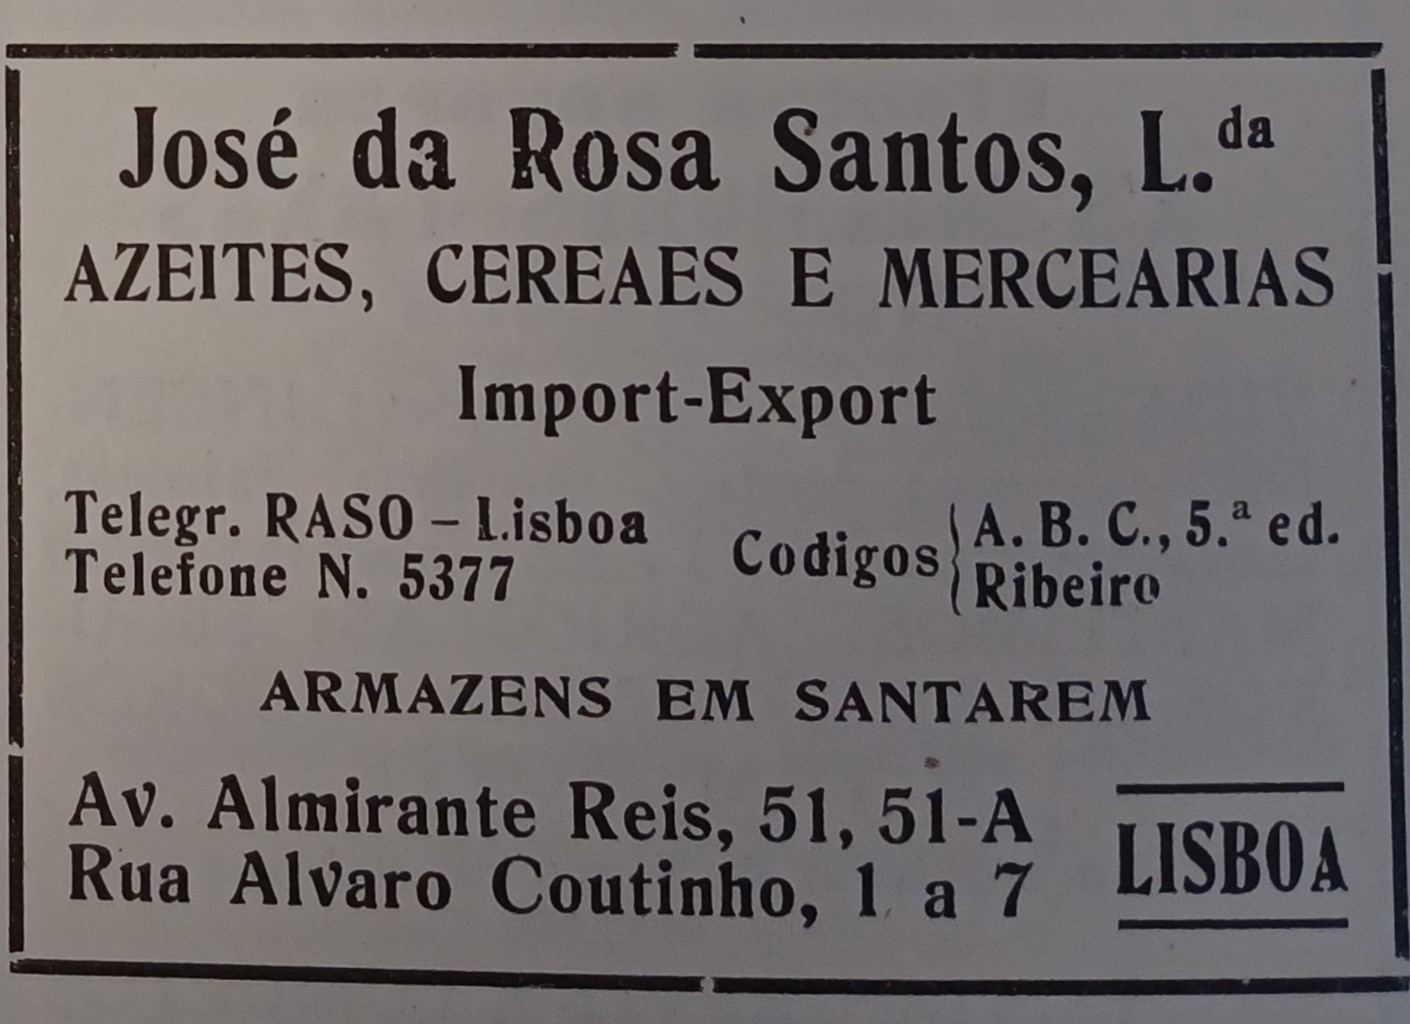 José da Rosa Santos, L.da
AZEITES, CEREAES E MERCEARIAS
Import-Export
Telegr. RASO – Lisboa
Telefone N. 5377
Codigos { A. B. C., 5.ª ed.
Ribeiro
ARMAZENS EM SANTAREM
Av. Almirante Reis, 51, 51-A
Rua Alvaro Coutinho, 1 a 7
LISBOA